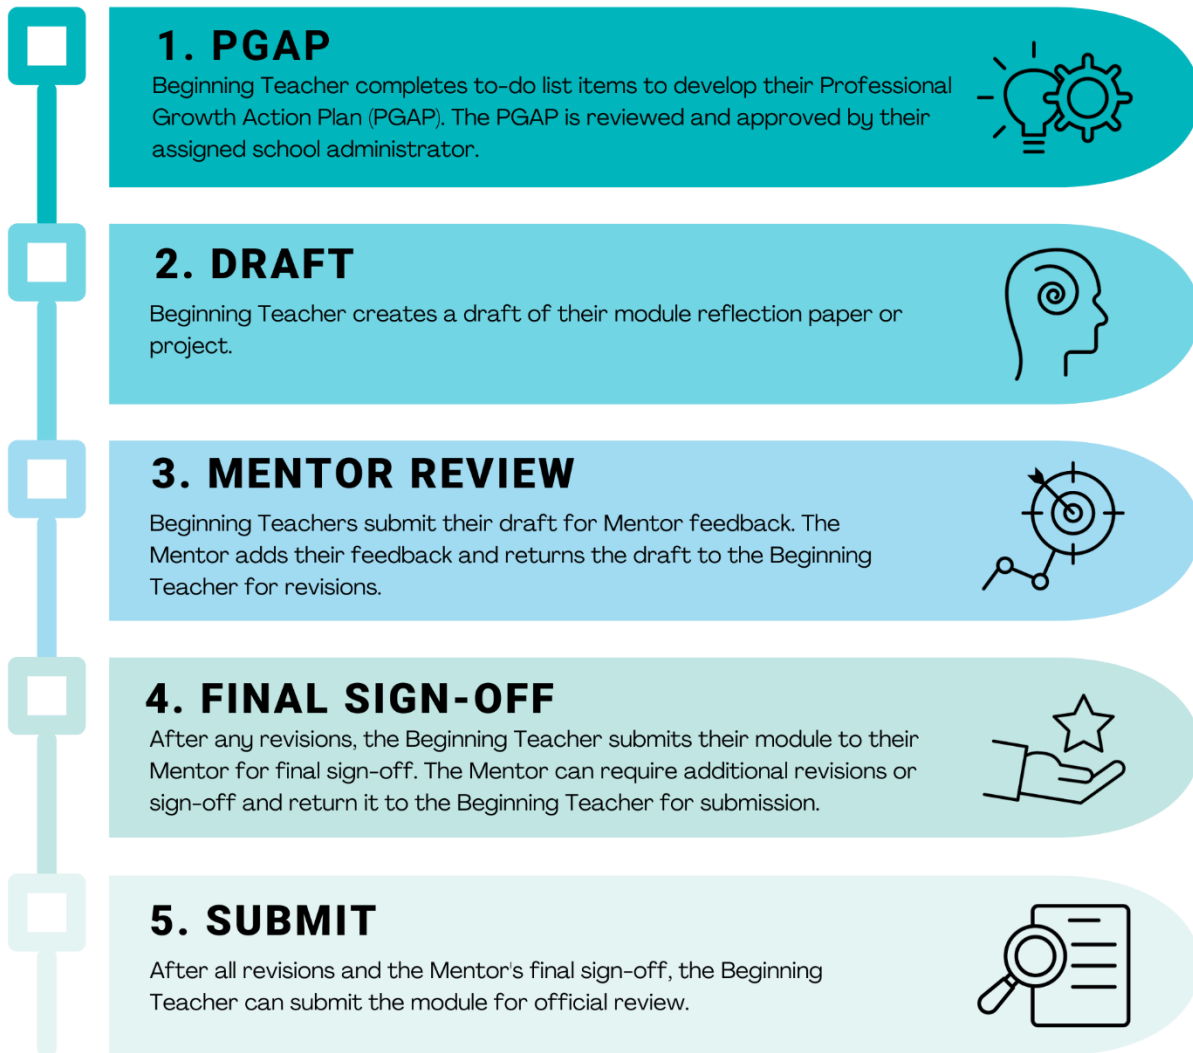 1. PGAP
Beginning Teacher completes to-do list items to develop their Professional
Growth Action Plan (PGAP). The PGAP is reviewed and approved by their
assigned school administrator.
2. DRAFT
Beginning Teacher creates a draft of their module reflection paper or
project.
3. MENTOR REVIEW
Beginning Teachers submit their draft for Mentor feedback. The
Mentor adds their feedback and returns the draft to the Beginning
Teacher for revisions.
4. FINAL SIGN-OFF
After any revisions, the Beginning Teacher submits their module to their
Mentor for final sign-off. The Mentor can require additional revisions or
sign-off and return it to the Beginning Teacher for submission.
5. SUBMIT
After all revisions and the Mentor's final sign-off, the Beginning
Teacher can submit the module for official review.